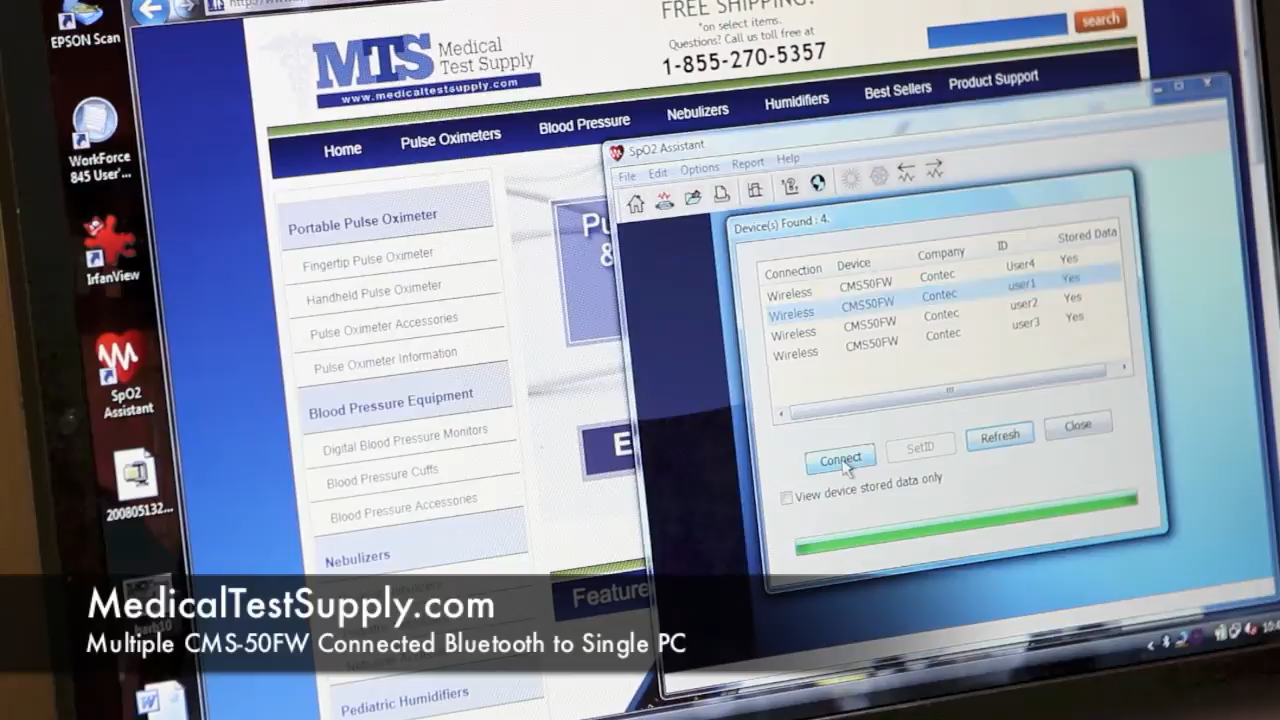 EPSON Scan
WorkForce
845 User'...
IrfanView
SpO2
Assistant
200805132...
MTS Medical
Test Supply
www.medicaltestsupply.com
FREE SHIPPING!
*on select items.
Questions? Call us toll free at
1-855-270-5357
search
Home
Pulse Oximeters
Blood Pressure
Nebulizers
Humidifiers
Best Sellers
Product Support
Portable Pulse Oximeter
Fingertip Pulse Oximeter
Handheld Pulse Oximeter
Pulse Oximeter Accessories
Pulse Oximeter Information
Blood Pressure Equipment
Digital Blood Pressure Monitors
Blood Pressure Cuffs
Blood Pressure Accessories
Nebulizers
Pediatric Humidifiers
Pu
&
E
Feature
SpO2 Assistant
File Edit Options Report Help
Device(s) Found : 4.
Connection Device Company ID Stored Data
Wireless CMS50FW Contec User4 Yes
Wireless CMS50FW Contec user1 Yes
Wireless CMS50FW Contec user2 Yes
Wireless CMS50FW Contec user3 Yes
Connect
SetID
Refresh
Close
View device stored data only
MedicalTestSupply.com
Multiple CMS-50FW Connected Bluetooth to Single PC